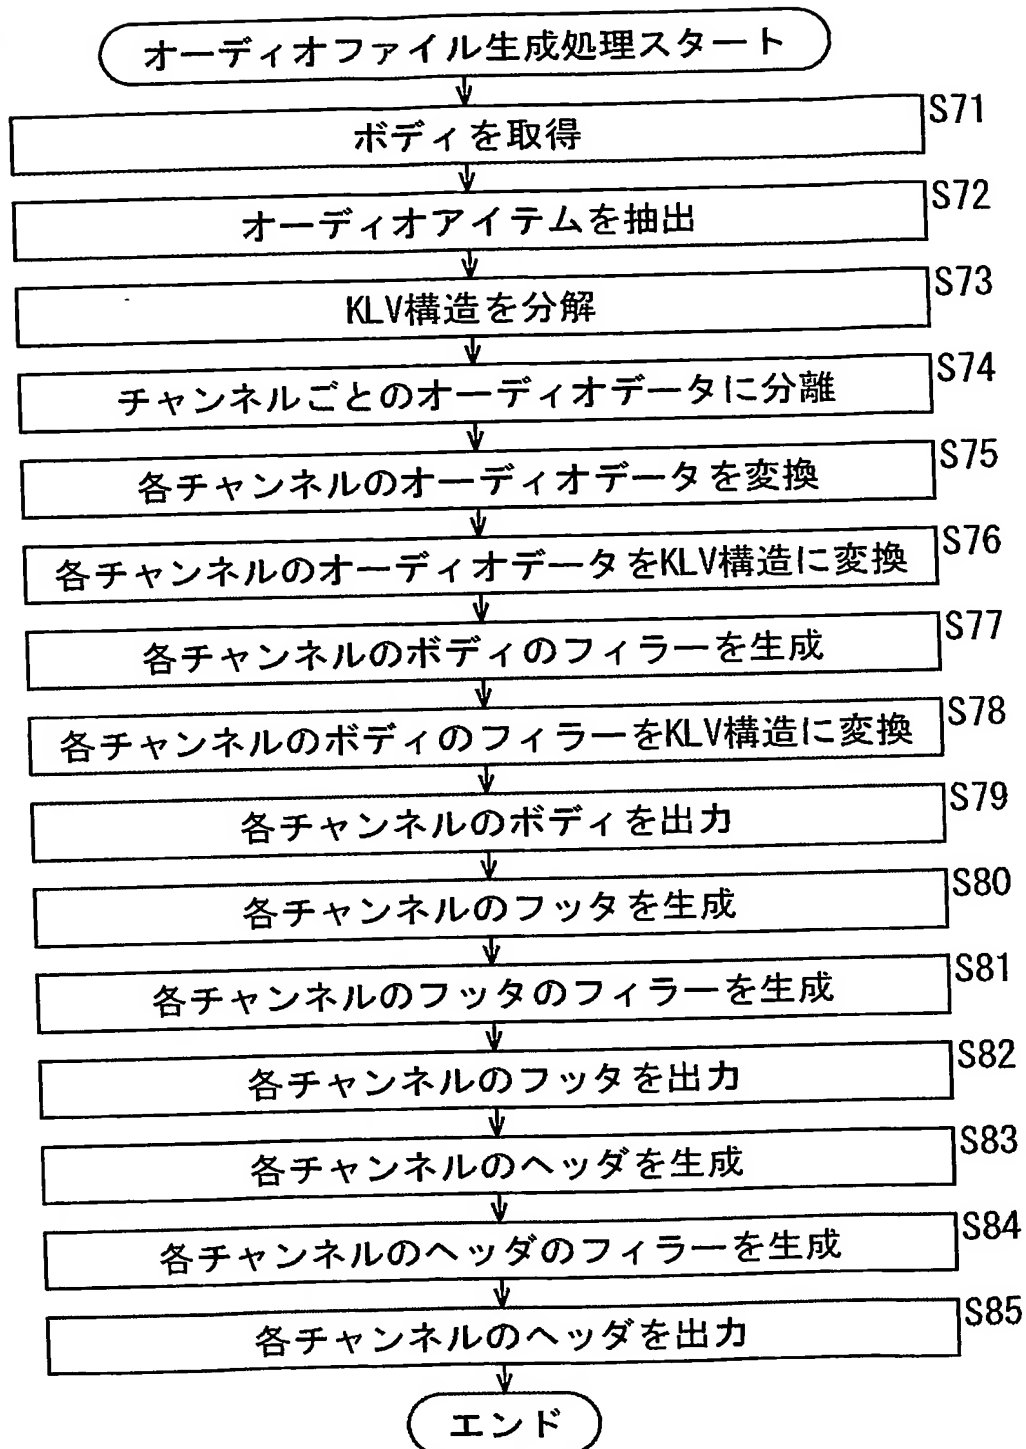 オーディオファイル生成処理スタート
S71
ボディを取得
S72
オーディオアイテムを抽出
S73
KLV構造を分解
S74
チャンネルごとのオーディオデータに分離
S75
各チャンネルのオーディオデータを変換
S76
各チャンネルのオーディオデータをKLV構造に変換
S77
各チャンネルのボディのフィラーを生成
S78
各チャンネルのボディのフィラーをKLV構造に変換
S79
各チャンネルのボディを出力
S80
各チャンネルのフッタを生成
S81
各チャンネルのフッタのフィラーを生成
S82
各チャンネルのフッタを出力
S83
各チャンネルのヘッダを生成
S84
各チャンネルのヘッダのフィラーを生成
S85
各チャンネルのヘッダを出力
エンド